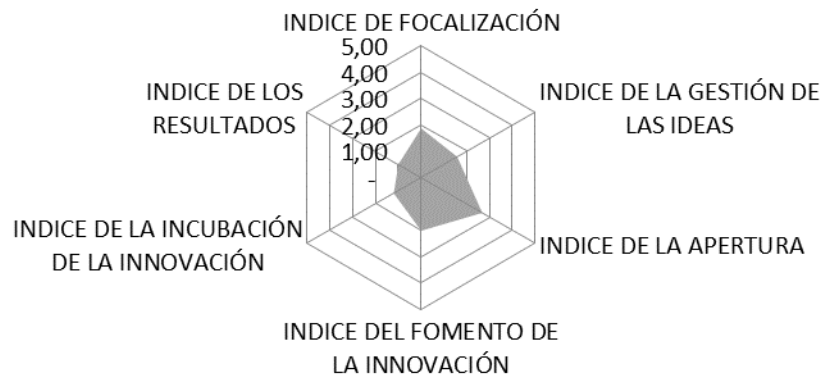 INDICE DE FOCALIZACIÓN
5,00
4,00
3,00
2,00
1,00
-
INDICE DE LA GESTIÓN DE
LAS IDEAS
INDICE DE LA APERTURA
INDICE DEL FOMENTO DE
LA INNOVACIÓN
INDICE DE LA INCUBACIÓN
DE LA INNOVACIÓN
INDICE DE LOS
RESULTADOS